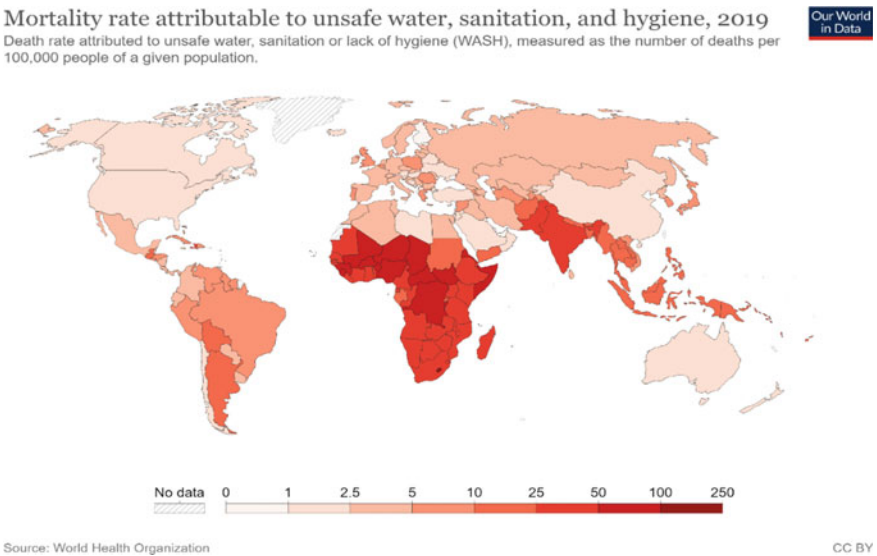 Mortality rate attributable to unsafe water, sanitation, and hygiene, 2019
Our World
in Data
Death rate attributed to unsafe water, sanitation or lack of hygiene (WASH), measured as the number of deaths per
100,000 people of a given population.
No data 0 1 2.5 5 10 25 50 100 250
Source: World Health Organization CC BY